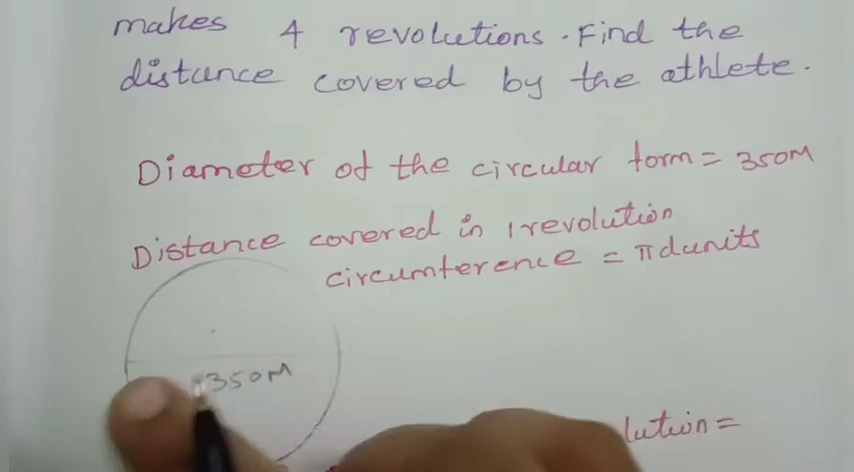 makes 4 revolutions. Find the
distance covered by the athlete.
Diameter of the circular form = 350M
Distance covered in 1 revolution
circumference = πd units
350M
lution =